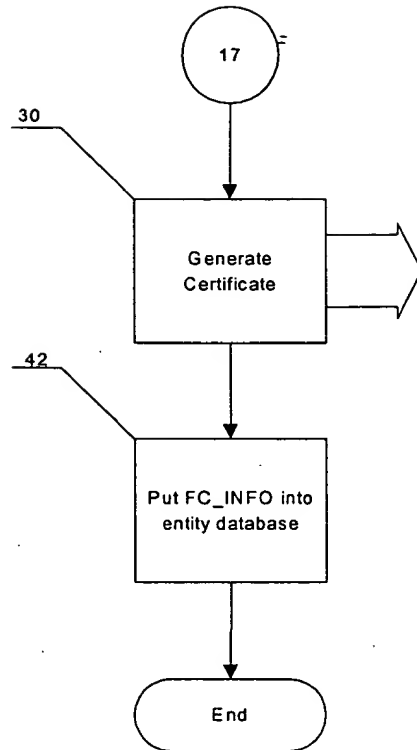 17
30
Generate
Certificate
42
Put FC_INFO into
entity database
End